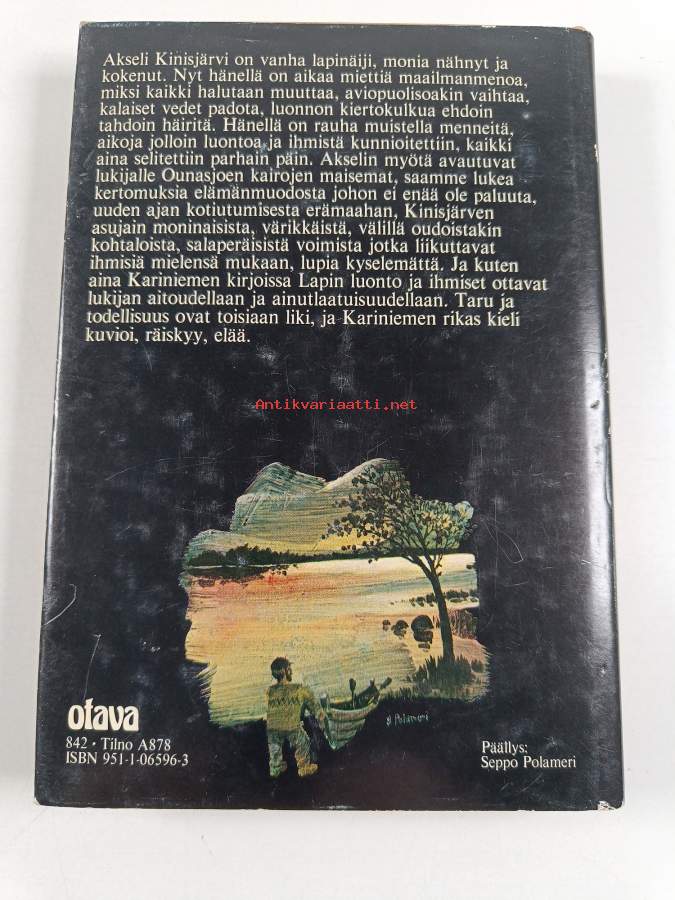 Akseli Kinisjärvi on vanha lapinäiji, monia nähnyt ja
kokenut. Nyt hänellä on aikaa miettiä maailmanmenoa,
miksi kaikki halutaan muuttaa, aviopuolisoakin vaihtaa,
kalaiset vedet padota, luonnon kiertokulkua ehdoin
tahdoin häiritä. Hänellä on rauha muistella menneitä,
aikoja jolloin luontoa ja ihmistä kunnioitettiin, kaikki
aina selitettiin parhain päin. Akselin myötä avautuvat
lukijalle Ounasjoen kairojen maisemat, saamme lukea
kertomuksia elämänmuodosta johon ei enää ole paluuta,
uuden ajan kotiutumisesta erämaahan, Kinisjärven
asujain moninaisista, värikkäistä, välillä oudoistakin
kohtaloista, salaperäisistä voimista jotka liikuttavat
ihmisiä mielensä mukaan, lupia kyselemättä. Ja kuten
aina Kariniemen kirjoissa Lapin luonto ja ihmiset ottavat
lukijan aitoudellaan ja ainutlaatuisuudellaan. Taru ja
todellisuus ovat toisiaan liki, ja Kariniemen rikas kieli
kuvioi, räiskyy, elää.
Antikvariaatti.net
S Polameri
otava
842 · Tilno A878
ISBN 951-1-06596-3
Päällys:
Seppo Polameri